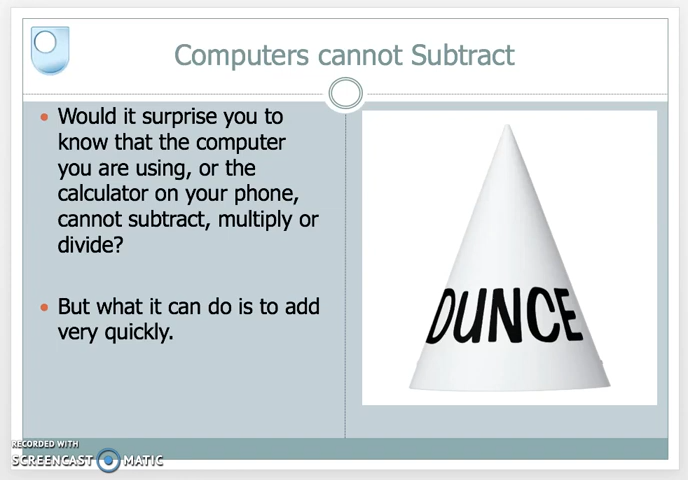 Computers cannot Subtract
Would it surprise you to
know that the computer
you are using, or the
calculator on your phone,
cannot subtract, multiply or
divide?
But what it can do is to add
very quickly.
DUNCE
RECORDED WITH
SCREENCAST MATIC